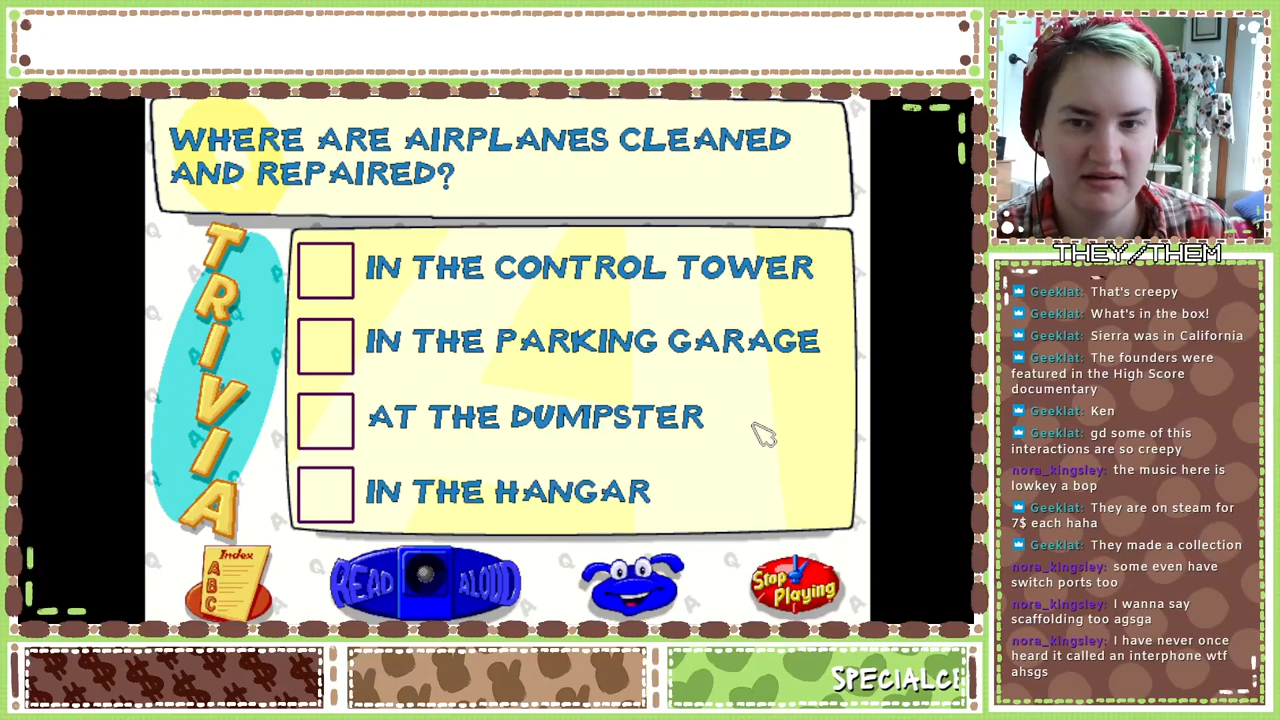 WHERE ARE AIRPLANES CLEANED
AND REPAIRED?
TRIVIA
IN THE CONTROL TOWER
IN THE PARKING GARAGE
AT THE DUMPSTER
IN THE HANGAR
Index
A
B
C
READ ALOUD
Stop
Playing
THEY/THEM
Geeklat: That's creepy
Geeklat: What's in the box!
Geeklat: Sierra was in California
Geeklat: The founders were
featured in the High Score
documentary
Geeklat: Ken
Geeklat: gd some of this
interactions are so creepy
nora_kingsley: the music here is
lowkey a bop
Geeklat: They are on steam for
7$ each haha
Geeklat: They made a collection
nora_kingsley: some even have
switch ports too
nora_kingsley: I wanna say
scaffolding too agsga
nora_kingsley: I have never once
heard it called an interphone wtf
ahsgs
SPECIALCI